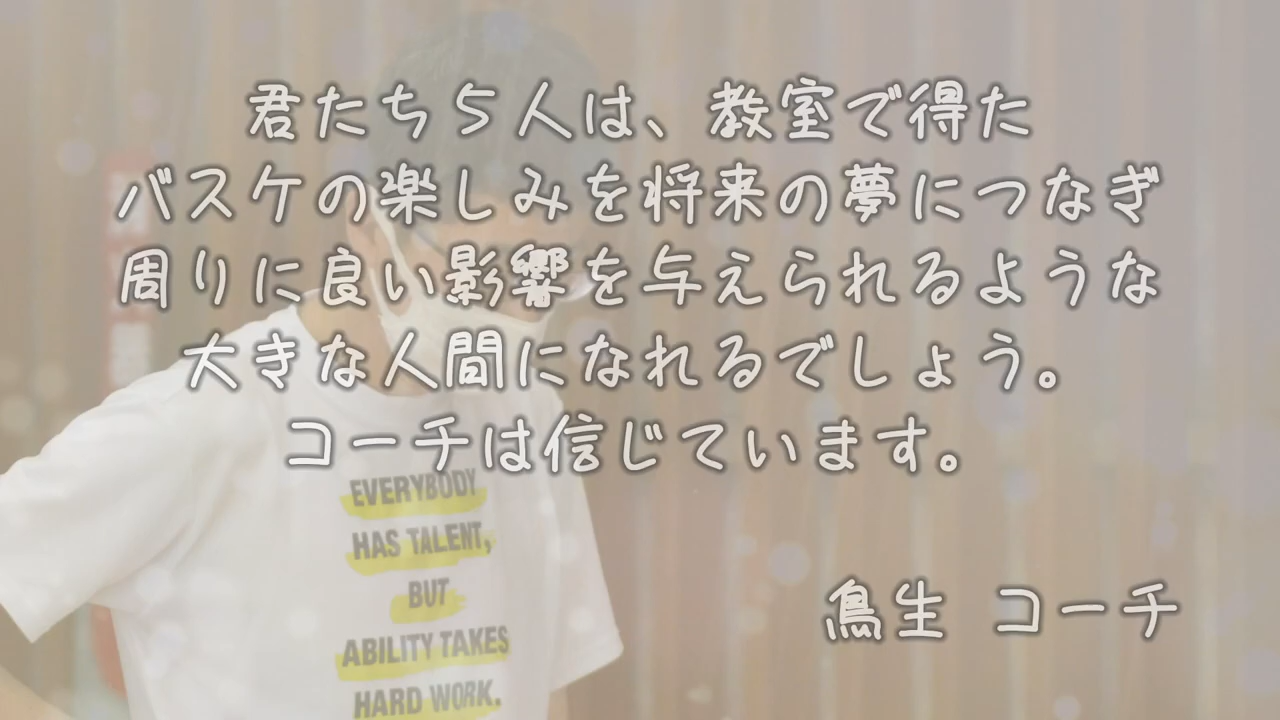 君たち５人は、教室で得た
バスケの楽しみを将来の夢につなぎ
周りに良い影響を与えられるような
大きな人間になれるでしょう。
コーチは信じています。
EVERYBODY
HAS TALENT,
BUT
ABILITY TAKES
HARD WORK.
鳥生 コーチ